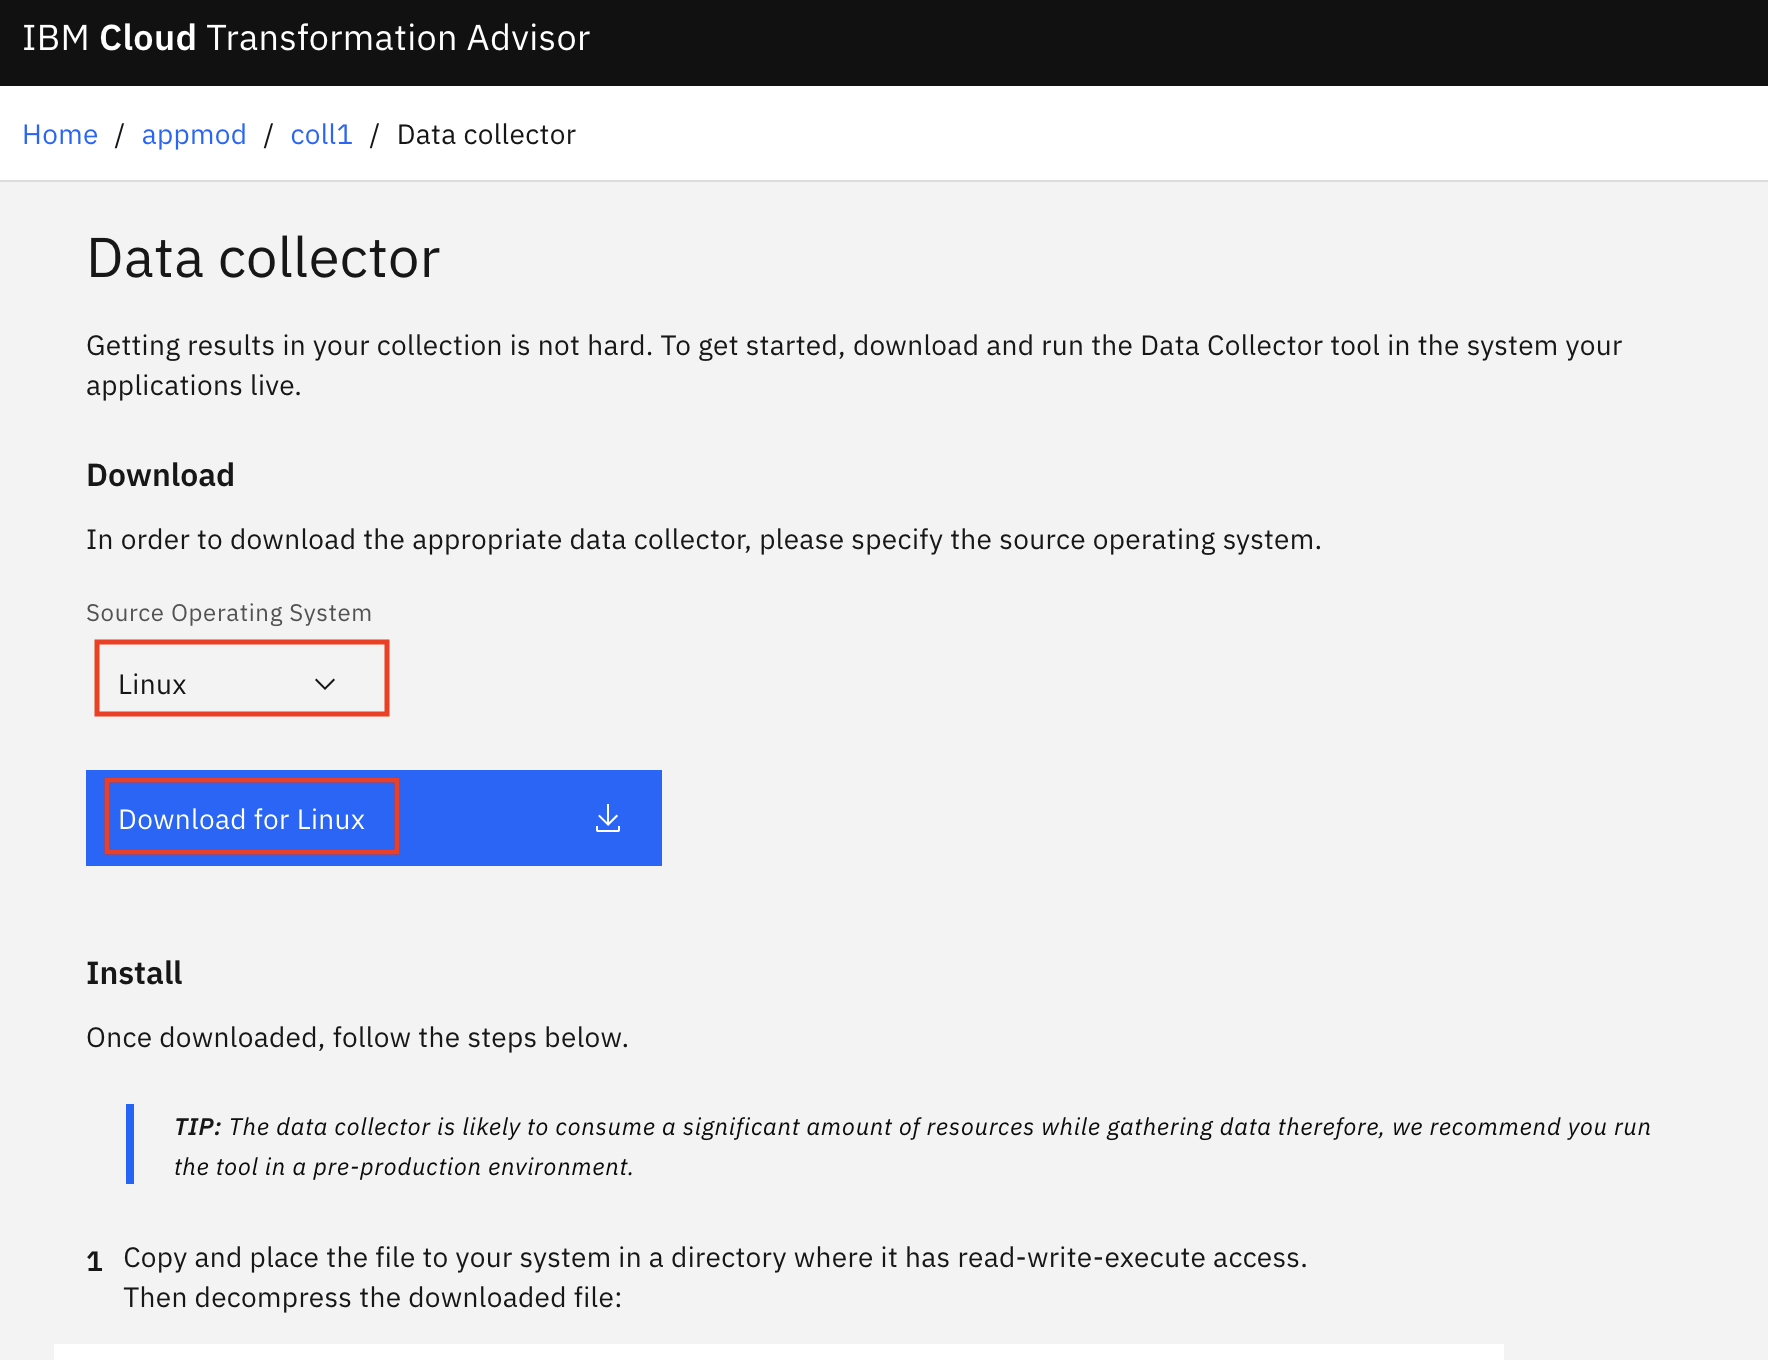 IBM Cloud Transformation Advisor
Home / appmod / coll1 / Data collector
Data collector
Getting results in your collection is not hard. To get started, download and run the Data Collector tool in the system your
applications live.
Download
In order to download the appropriate data collector, please specify the source operating system.
Source Operating System
Linux
Download for Linux
Install
Once downloaded, follow the steps below.
TIP: The data collector is likely to consume a significant amount of resources while gathering data therefore, we recommend you run
the tool in a pre-production environment.
1 Copy and place the file to your system in a directory where it has read-write-execute access.
Then decompress the downloaded file: